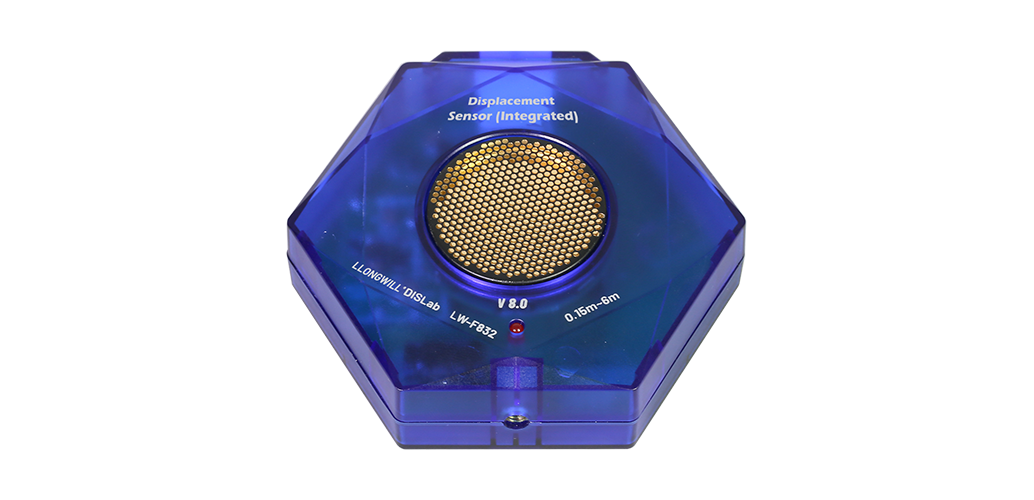 Displacement
Sensor (Integrated)
V 8.0
LLONGWILL®DISLab LW-F832
0.15m~6m